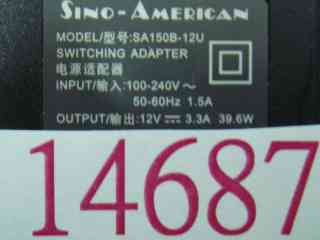 SINO-AMERICAN
MODEL/型号:SA150B-12U
SWITCHING ADAPTER
电源适配器
INPUT/输入:100-240V～
50-60Hz 1.5A
OUTPUT/输出:12V⎓3.3A 39.6W
14687